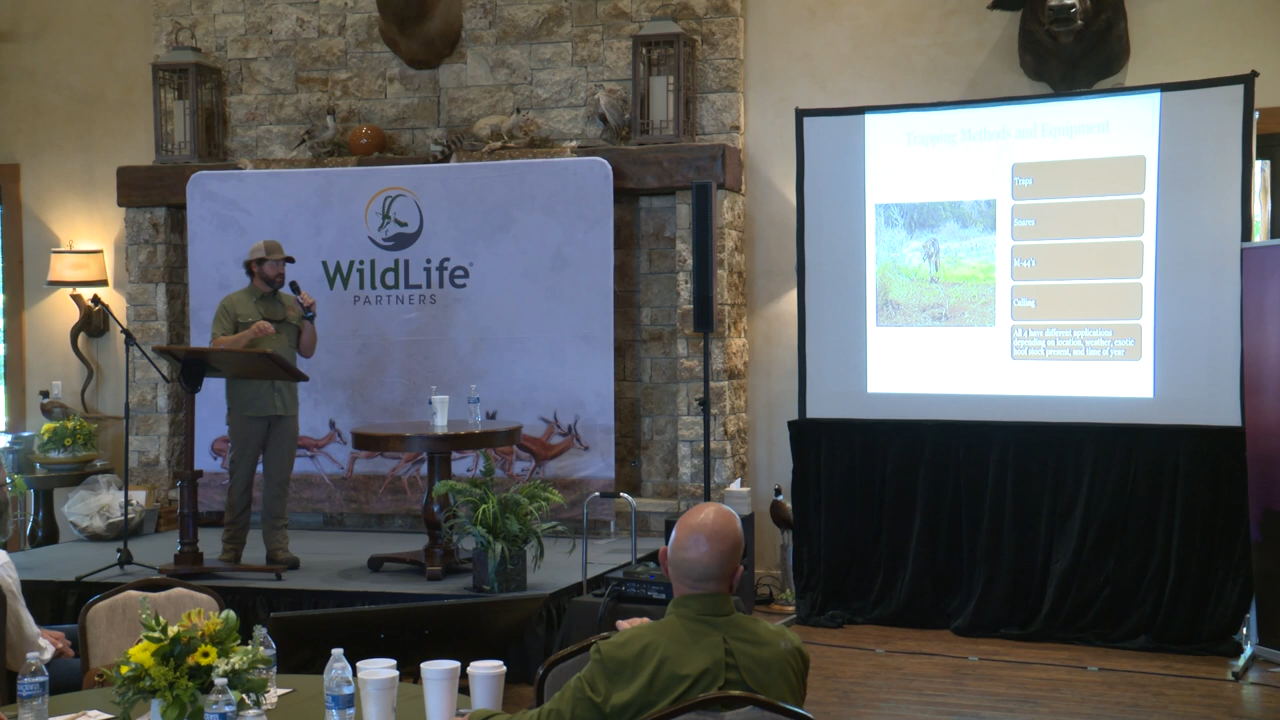 WildLife®
PARTNERS
Trapping Methods and Equipment
Traps
Snares
M-44's
Calling
All 4 have different applications
depending on location, weather, exotic
hoof stock present, and time of year